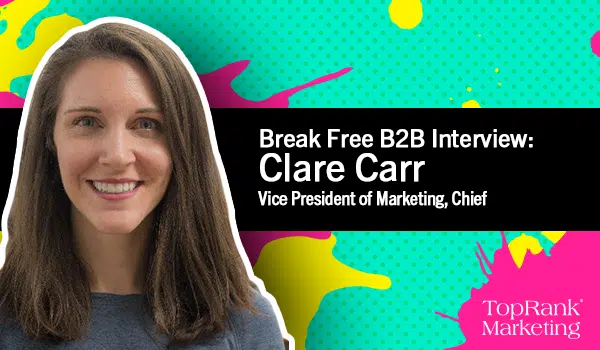 Break Free B2B Interview:
Clare Carr
Vice President of Marketing, Chief
TopRank®
Marketing